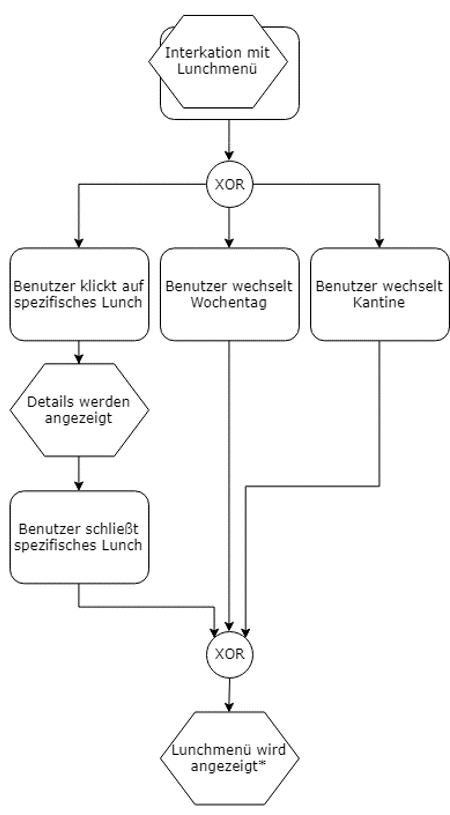 Interkation mit
Lunchmenü
XOR
Benutzer klickt auf
spezifisches Lunch
Benutzer wechselt
Wochentag
Benutzer wechselt
Kantine
Details werden
angezeigt
Benutzer schließt
spezifisches Lunch
XOR
Lunchmenü wird
angezeigt*